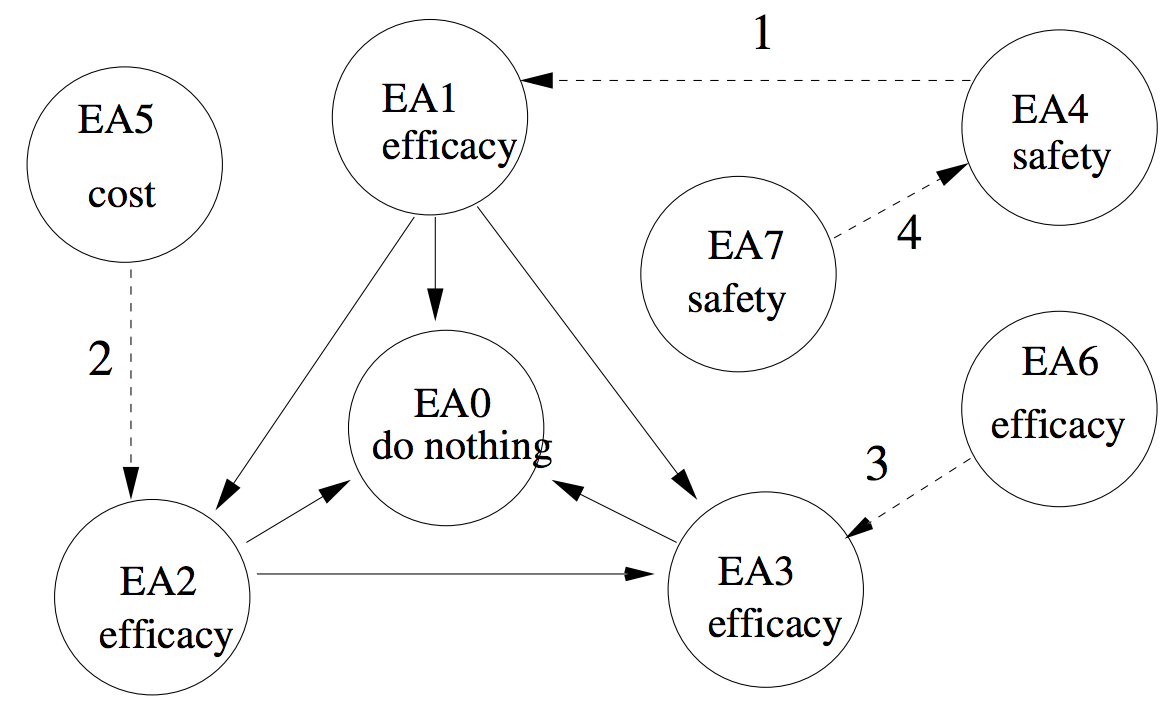 1
EA1
efficacy
EA4
safety
EA5
cost
EA7
safety
4
2
EA6
efficacy
EA0
do nothing
3
EA2
efficacy
EA3
efficacy